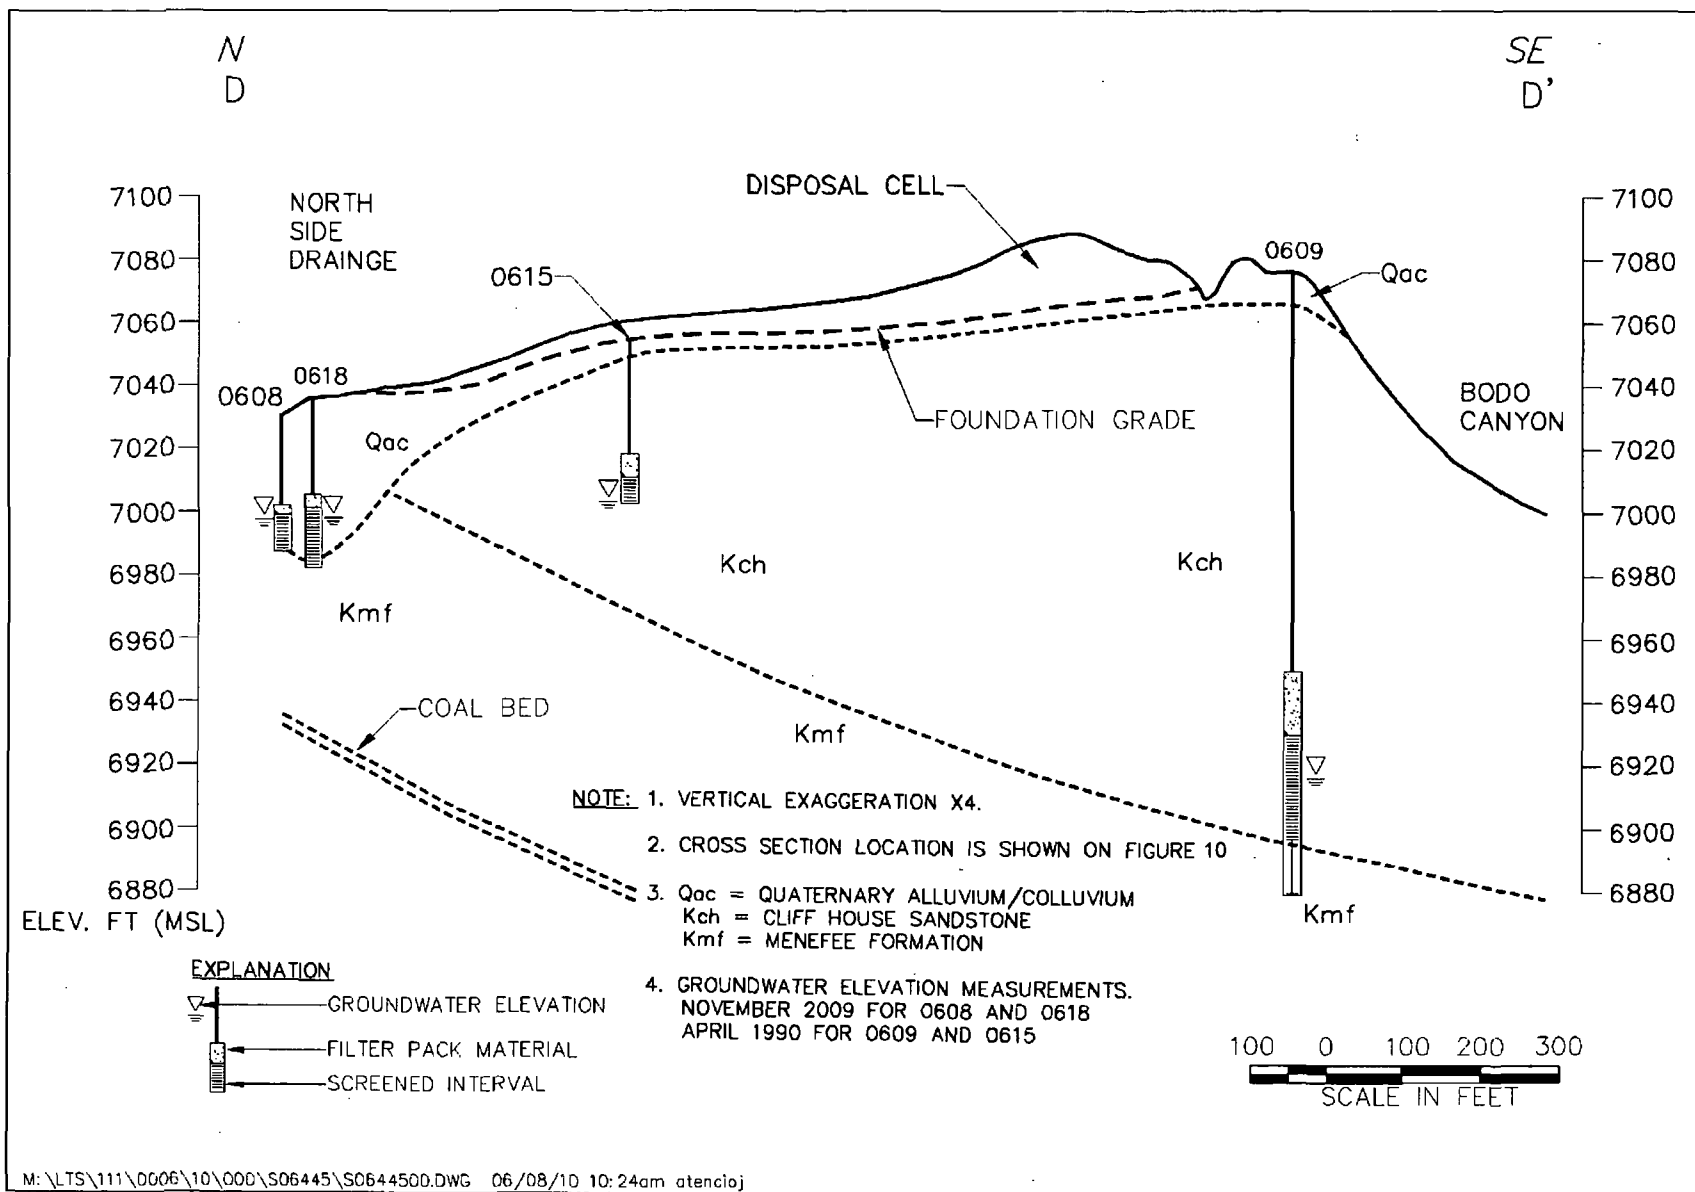 N
D
SE
D'
DISPOSAL CELL
7100
7080
7060
7040
7020
7000
6980
6960
6940
6920
6900
6880
ELEV. FT (MSL)
NORTH
SIDE
DRAINGE
0608
0618
0615
0609
Qac
Qac
FOUNDATION GRADE
BODO
CANYON
Kch
Kch
Kmf
Kmf
Kmf
COAL BED
7100
7080
7060
7040
7020
7000
6980
6960
6940
6920
6900
6880
NOTE: 1. VERTICAL EXAGGERATION X4.
2. CROSS SECTION LOCATION IS SHOWN ON FIGURE 10
3. Qac = QUATERNARY ALLUVIUM/COLLUVIUM
Kch = CLIFF HOUSE SANDSTONE
Kmf = MENEFEE FORMATION
4. GROUNDWATER ELEVATION MEASUREMENTS.
NOVEMBER 2009 FOR 0608 AND 0618
APRIL 1990 FOR 0609 AND 0615
EXPLANATION
GROUNDWATER ELEVATION
FILTER PACK MATERIAL
SCREENED INTERVAL
100 0 100 200 300
SCALE IN FEET
M:\LTS\111\0006\10\000\S06445\S0644500.DWG 06/08/10 10:24am atencioj